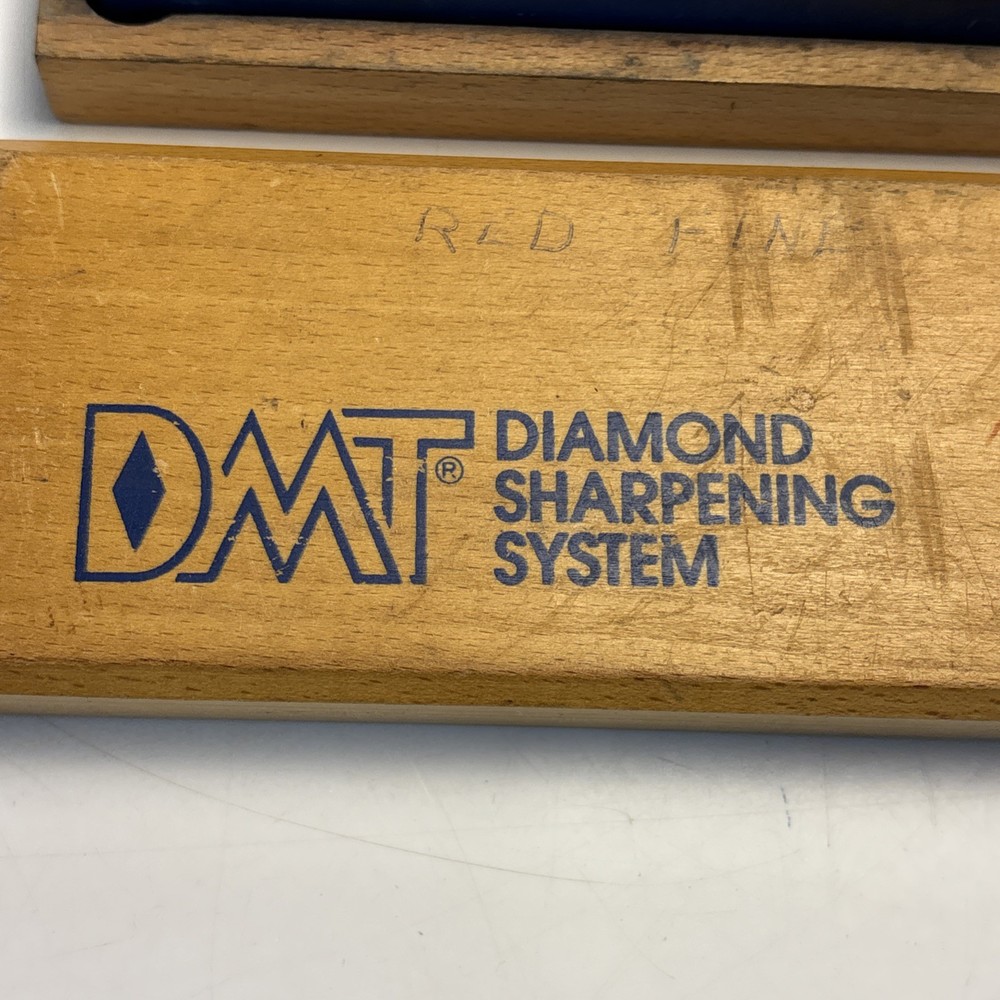 RED FINE
DMT® DIAMOND
SHARPENING
SYSTEM